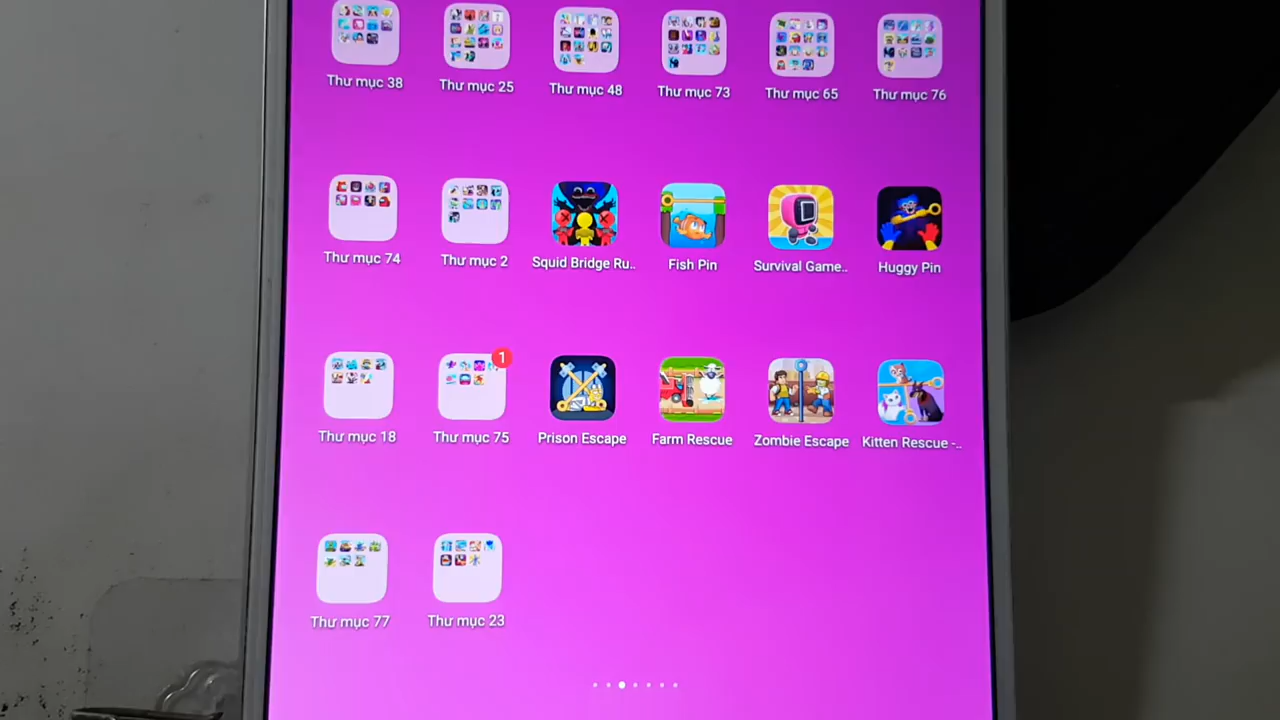 Thư mục 38
Thư mục 25
Thư mục 48
Thư mục 73
Thư mục 65
Thư mục 76
Thư mục 74
Thư mục 2
Squid Bridge Ru..
Fish Pin
Survival Game..
Huggy Pin
Thư mục 18
1
Thư mục 75
Prison Escape
Farm Rescue
Zombie Escape
Kitten Rescue -..
Thư mục 77
Thư mục 23